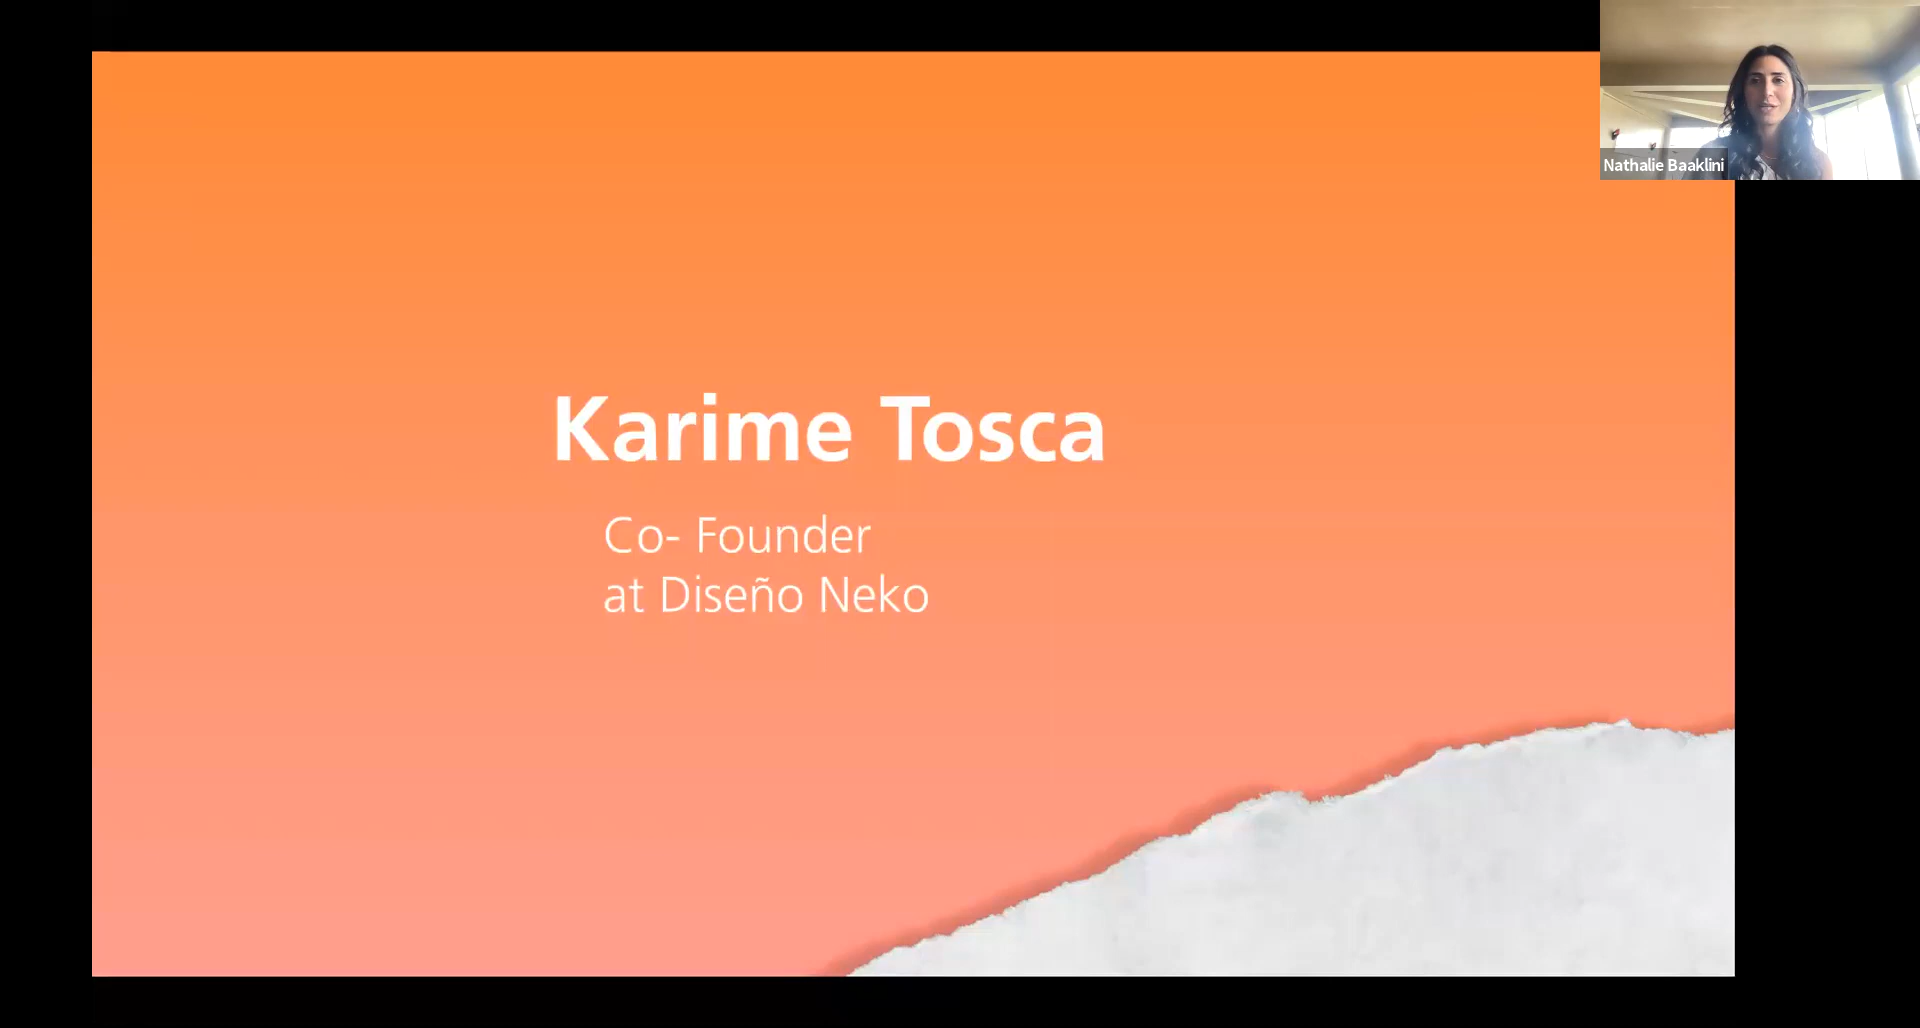 Karime Tosca
Co- Founder
at Diseño Neko
Nathalie Baaklini